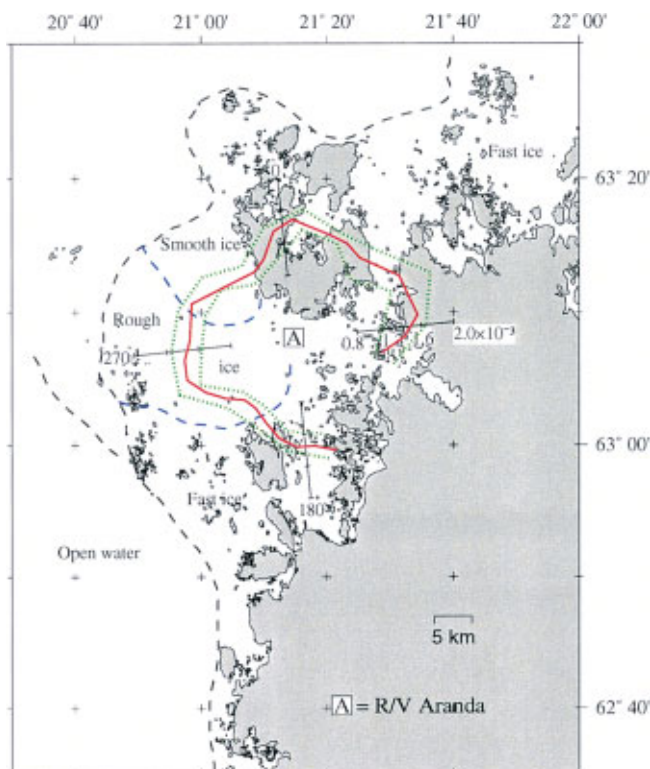 20° 40' 21° 00' 21° 20' 21° 40' 22° 00'
Fast ice
63° 20'
0
Smooth ice
Rough
A
2.0×10⁻³
0.8
1.6
270
ice
63° 00'
Fast ice
180
Open water
5 km
A = R/V Aranda
62° 40'